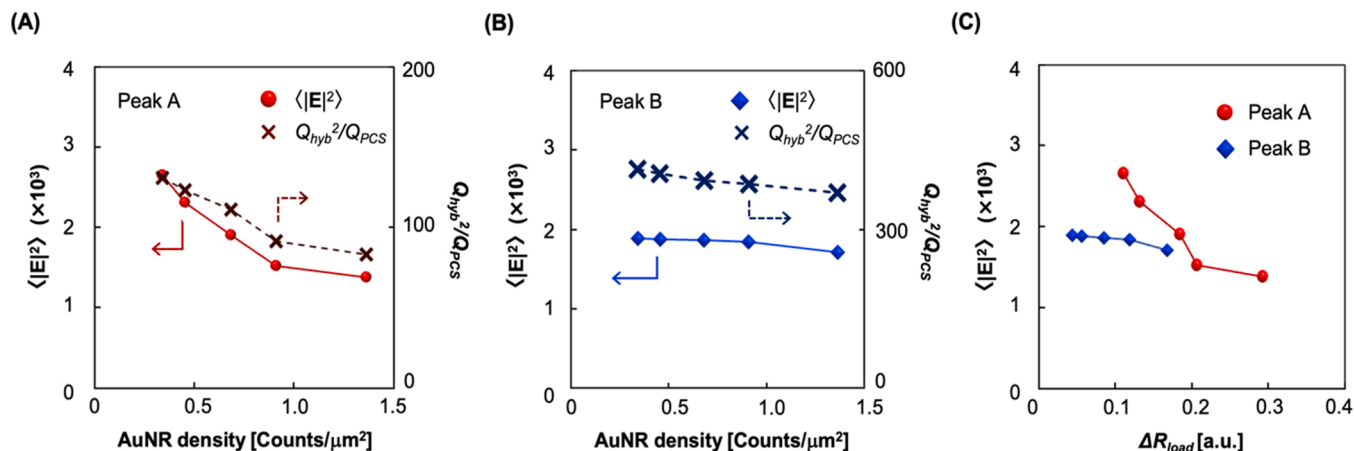 (A)
4
3
2
1
0
⟨|E|²⟩ (×10³)
Peak A
⟨|E|²⟩
Q_hyb²/Q_PCS
200
100
0
Q_hyb²/Q_PCS
0
0.5
1.0
1.5
AuNR density [Counts/μm²]
(B)
4
3
2
1
0
⟨|E|²⟩ (×10³)
Peak B
⟨|E|²⟩
Q_hyb²/Q_PCS
600
300
0
Q_hyb²/Q_PCS
0
0.5
1.0
1.5
AuNR density [Counts/μm²]
(C)
4
3
2
1
0
⟨|E|²⟩ (×10³)
Peak A
Peak B
0
0.1
0.2
0.3
0.4
ΔR_load [a.u.]